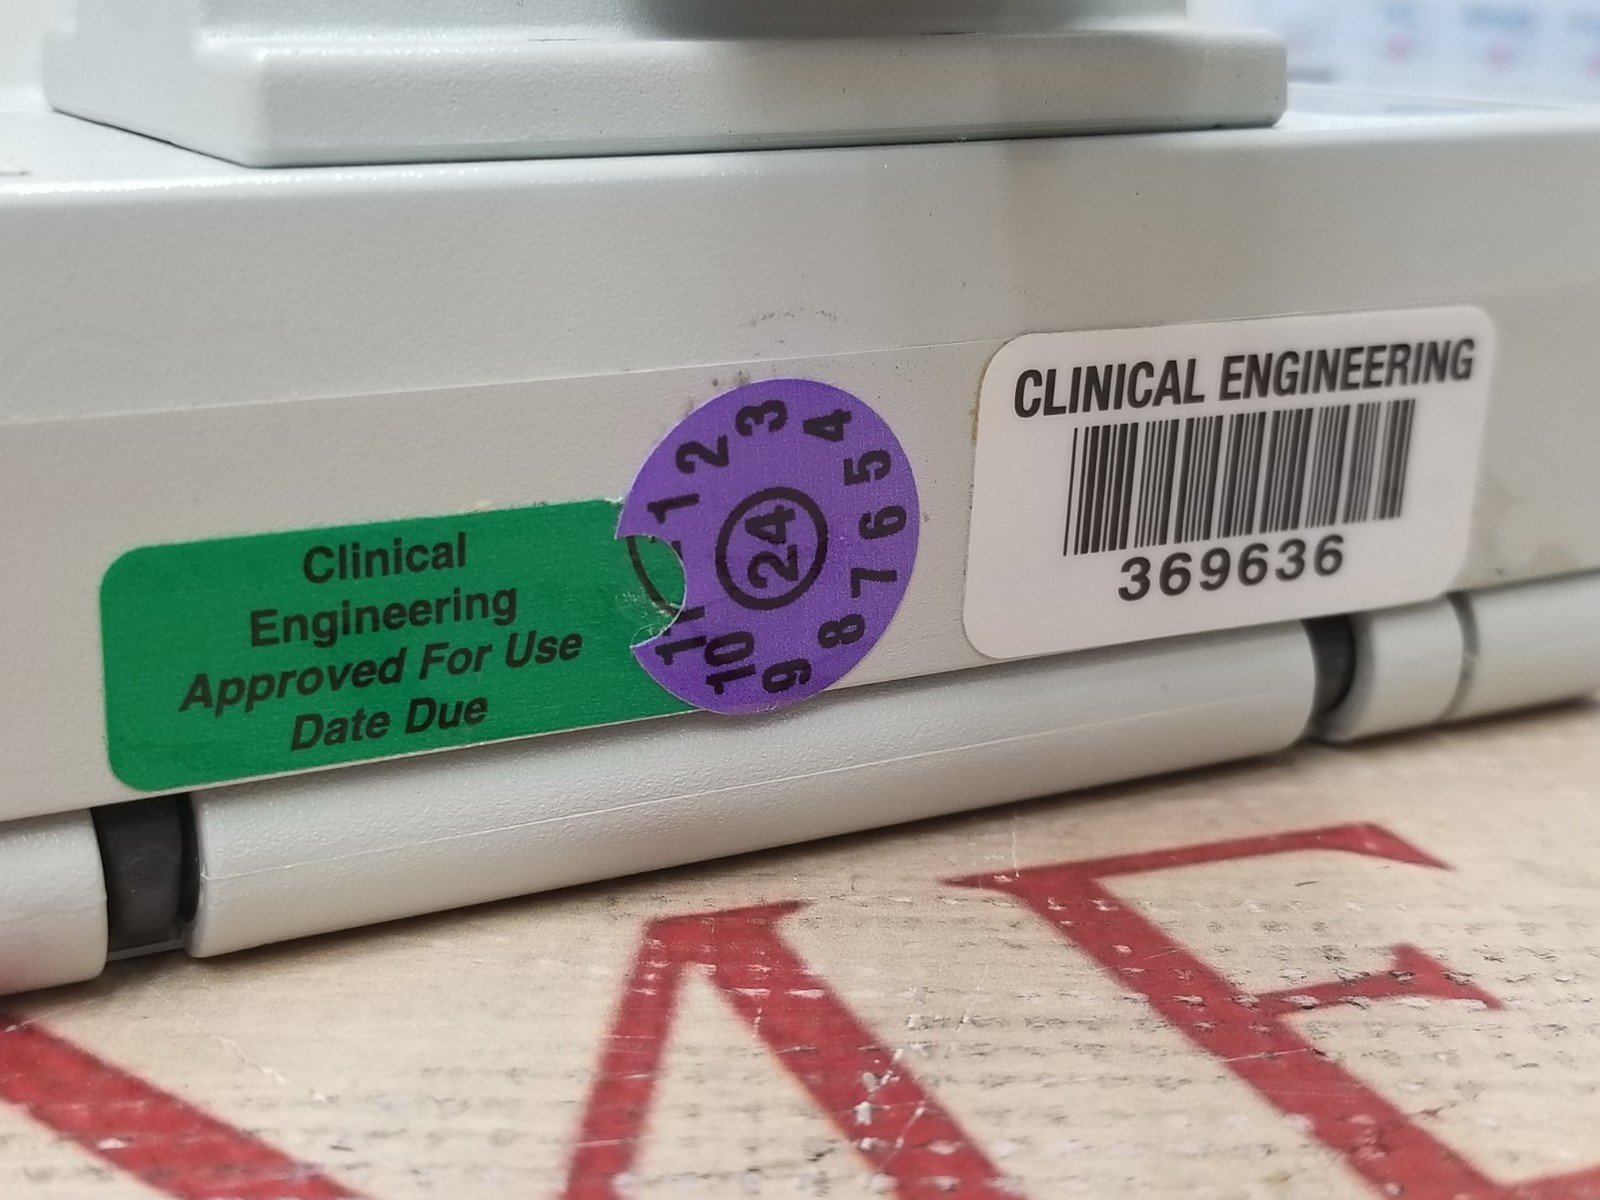 Clinical
Engineering
Approved For Use
Date Due
1 2 3 4 5 6 7 8 9 10 11
24
CLINICAL ENGINEERING
369636